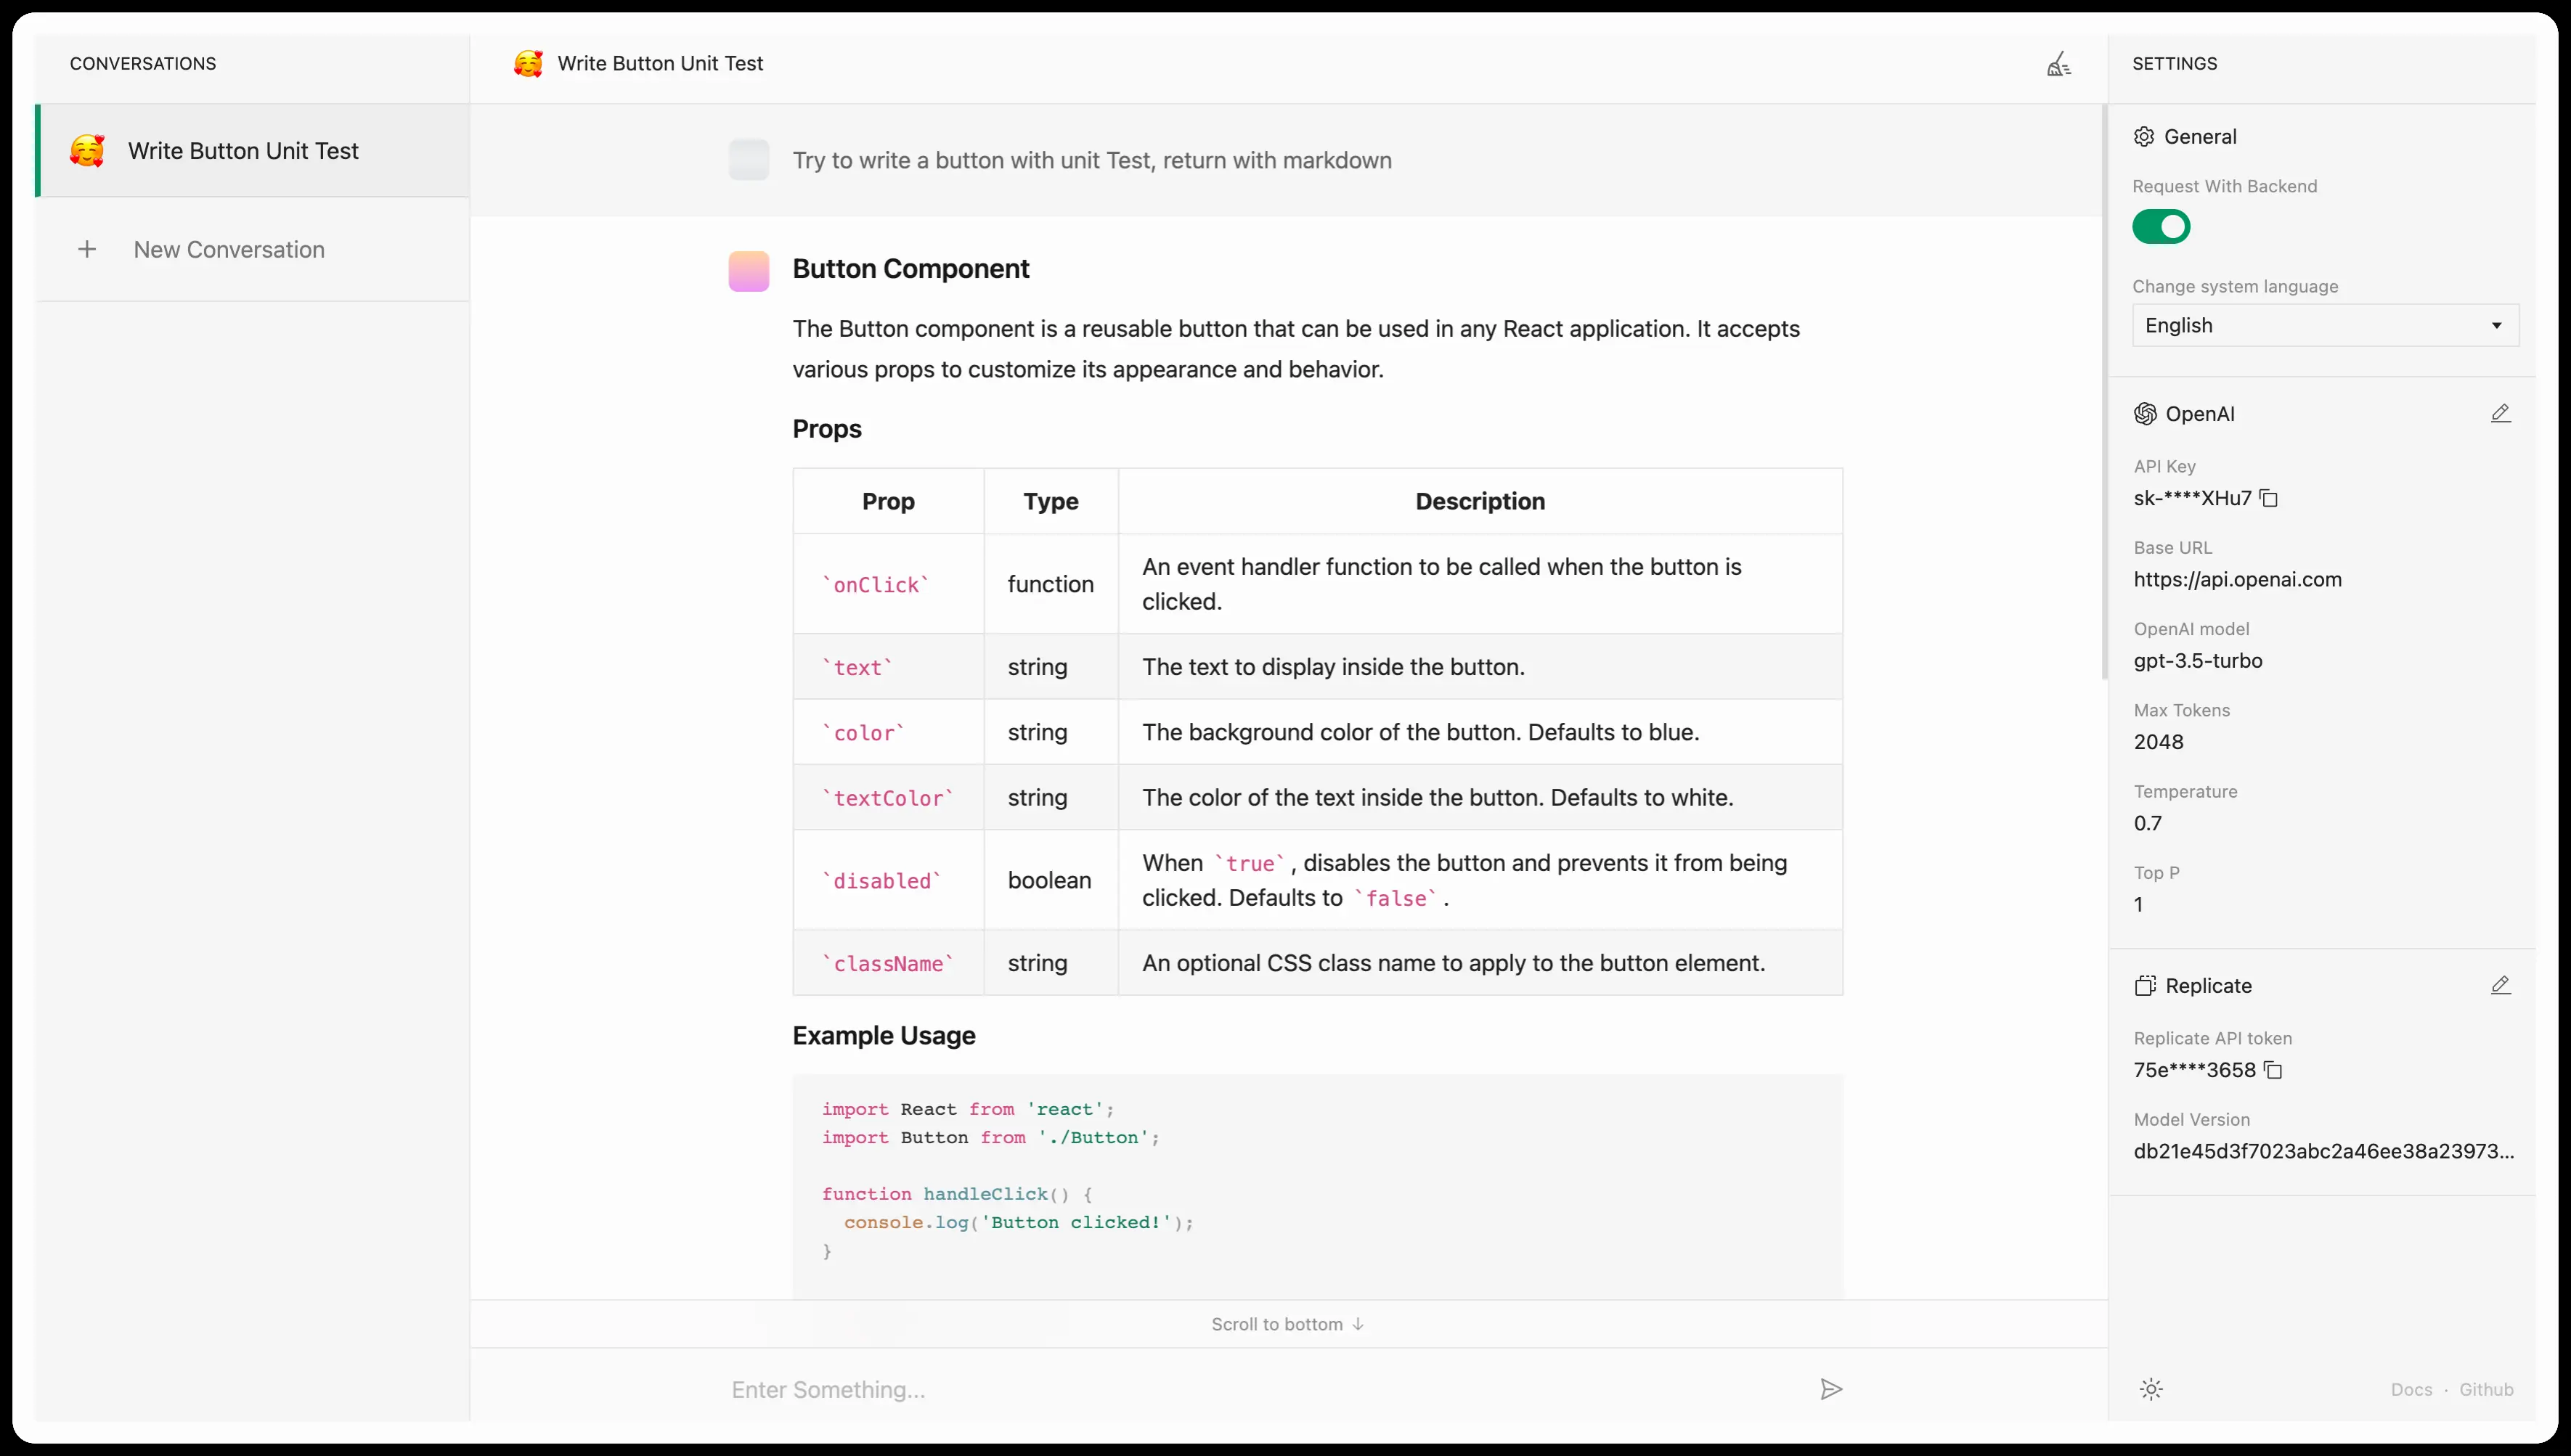 CONVERSATIONS
Write Button Unit Test
New Conversation
Write Button Unit Test
Try to write a button with unit Test, return with markdown
Button Component
The Button component is a reusable button that can be used in any React application. It accepts
various props to customize its appearance and behavior.
Props
Prop Type Description
`onClick` function An event handler function to be called when the button is
clicked.
`text` string The text to display inside the button.
`color` string The background color of the button. Defaults to blue.
`textColor` string The color of the text inside the button. Defaults to white.
`disabled` boolean When `true`, disables the button and prevents it from being
clicked. Defaults to `false`.
`className` string An optional CSS class name to apply to the button element.
Example Usage
import React from 'react';
import Button from './Button';
function handleClick() {
console.log('Button clicked!');
}
Scroll to bottom ↓
Enter Something...
SETTINGS
General
Request With Backend
Change system language
English
OpenAI
API Key
sk-****XHu7
Base URL
https://api.openai.com
OpenAI model
gpt-3.5-turbo
Max Tokens
2048
Temperature
0.7
Top P
1
Replicate
Replicate API token
75e****3658
Model Version
db21e45d3f7023abc2a46ee38a23973...
Docs · Github